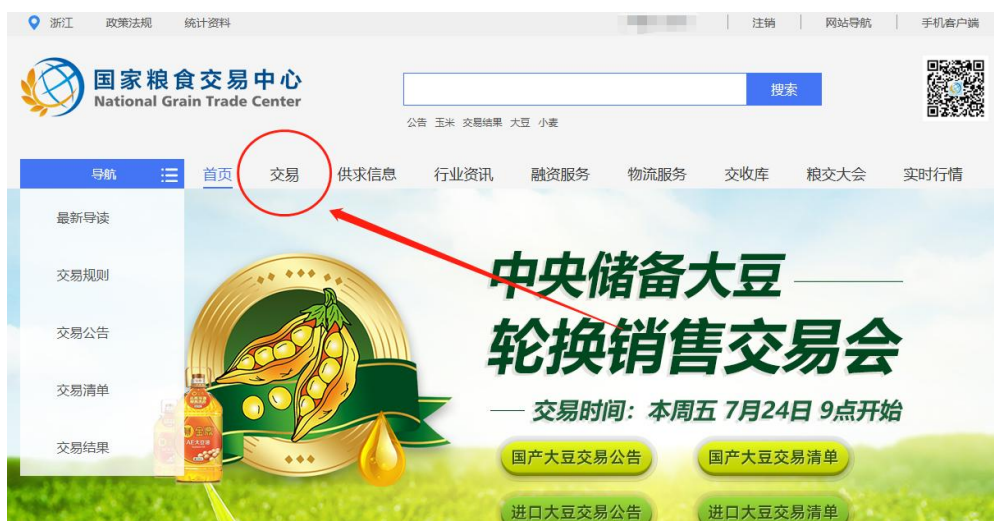 浙江 政策法规 统计资料 注销 网站导航 手机客户端
国家粮食交易中心
National Grain Trade Center
搜索
公告 玉米 交易结果 大豆 小麦
导航 首页 交易 供求信息 行业资讯 融资服务 物流服务 交收库 粮交大会 实时行情
最新导读
交易规则
交易公告
交易清单
交易结果
中央储备大豆
轮换销售交易会
交易时间：本周五 7月24日 9点开始
国产大豆交易公告 国产大豆交易清单
进口大豆交易公告 进口大豆交易清单